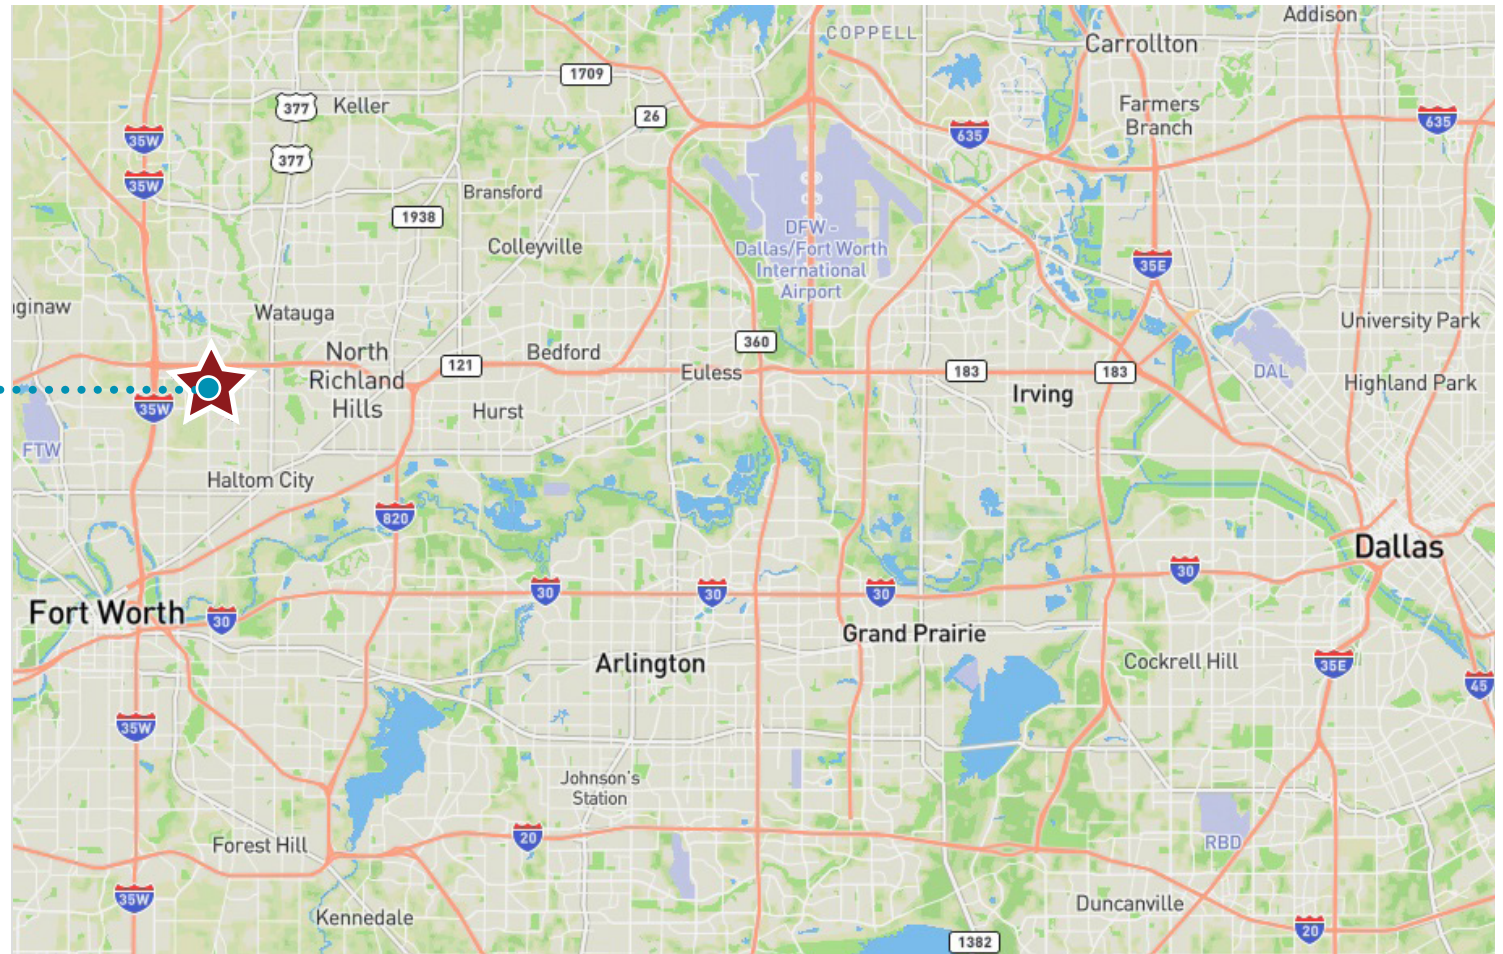 Addison
COPPELL
Carrollton
1709
377
Keller
26
Farmers
Branch
635
635
35W
377
35W
Bransford
1938
Colleyville
DFW -
Dallas/Fort Worth
International
Airport
35E
ginaw
Watauga
University Park
North
Richland
Hills
121
Bedford
360
Euless
183
183
Irving
DAL
Highland Park
35W
Hurst
FTW
Haltom City
820
Dallas
30
30
30
30
30
Fort Worth
Grand Prairie
Arlington
Cockrell Hill
35E
45
35W
Johnson's
Station
20
Forest Hill
RBD
35W
Kennedale
Duncanville
20
1382